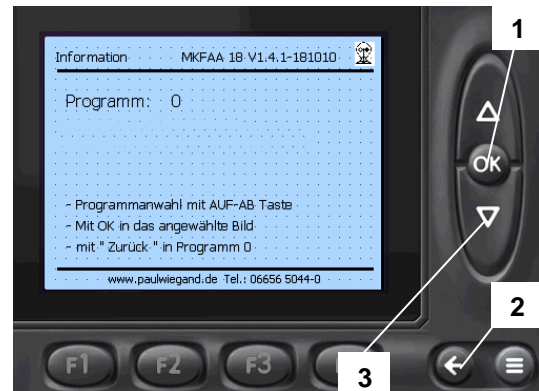 1
Information MKFAA 18 V1.4.1-181010
Programm: 0
OK
- Programmanwahl mit AUF-AB Taste
- Mit OK in das angewählte Bild
- mit " Zurück " in Programm 0
www.paulwiegand.de Tel.: 06656 5044-0
2
F1 F2 F3
3